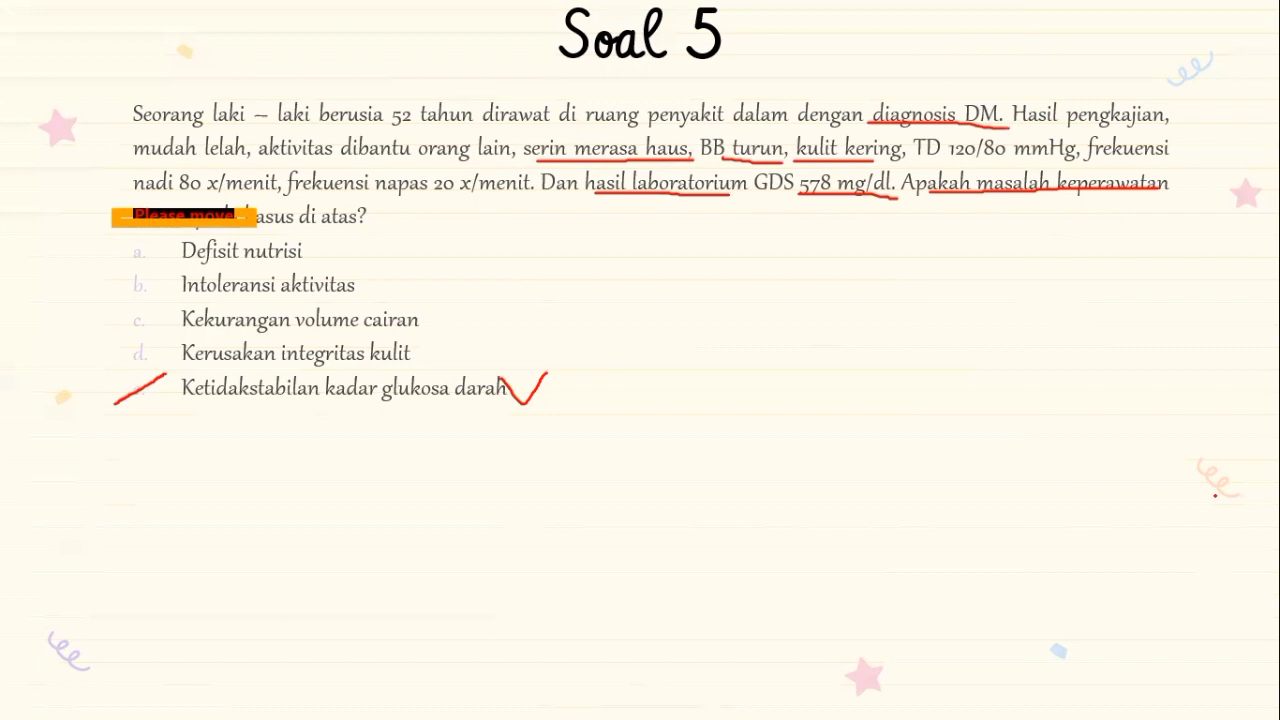 Soal 5
Seorang laki – laki berusia 52 tahun dirawat di ruang penyakit dalam dengan diagnosis DM. Hasil pengkajian,
mudah lelah, aktivitas dibantu orang lain, serin merasa haus, BB turun, kulit kering, TD 120/80 mmHg, frekuensi
nadi 80 x/menit, frekuensi napas 20 x/menit. Dan hasil laboratorium GDS 578 mg/dl. Apakah masalah keperawatan
Please move asus di atas?
a. Defisit nutrisi
b. Intoleransi aktivitas
c. Kekurangan volume cairan
d. Kerusakan integritas kulit
Ketidakstabilan kadar glukosa darah